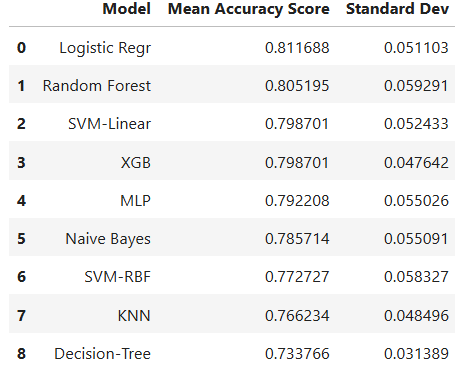 Model Mean Accuracy Score Standard Dev
0 Logistic Regr 0.811688 0.051103
1 Random Forest 0.805195 0.059291
2 SVM-Linear 0.798701 0.052433
3 XGB 0.798701 0.047642
4 MLP 0.792208 0.055026
5 Naive Bayes 0.785714 0.055091
6 SVM-RBF 0.772727 0.058327
7 KNN 0.766234 0.048496
8 Decision-Tree 0.733766 0.031389